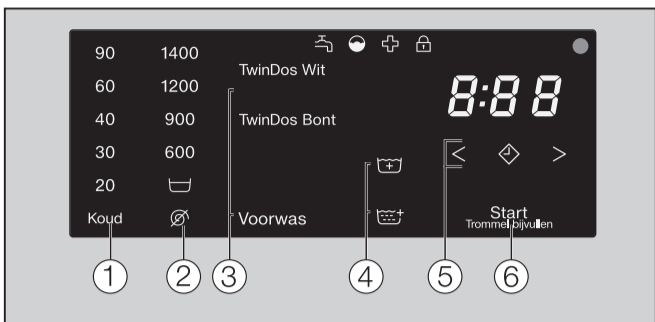 90 1400
TwinDos Wit
60 1200
8:88
40 900 TwinDos Bont
30 600
< >
20
Koud Voorwas Start
Trommel bijvullen
1 2 3 4 5 6